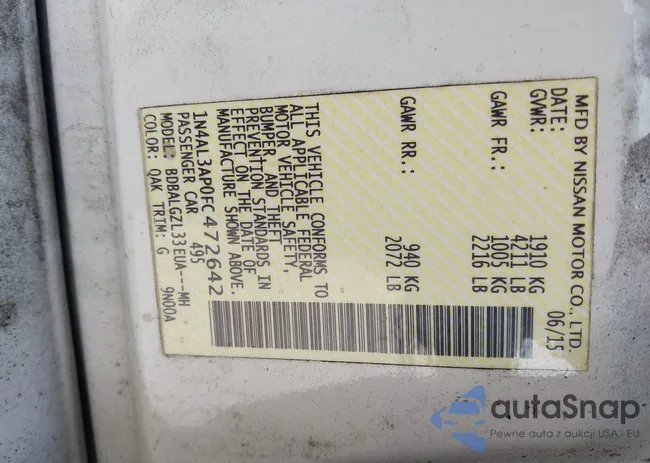 MFD BY NISSAN MOTOR CO., LTD.
DATE: 06/15
GVWR: 1910 KG
4211 LB
GAWR FR: 1005 KG
2216 LB
GAWR RR: 940 KG
2072 LB
THIS VEHICLE CONFORMS TO
ALL APPLICABLE FEDERAL
MOTOR VEHICLE SAFETY,
BUMPER, AND THEFT
PREVENTION STANDARDS IN
EFFECT ON THE DATE OF
MANUFACTURE SHOWN ABOVE.
1N4AL3AP0FC472642
PASSENGER CAR 495
MODEL: BDBALGZL33EUA---MH
COLOR: QAK TRIM: G 9N00A
autaSnap
Pewne auta z aukcji USA i EU